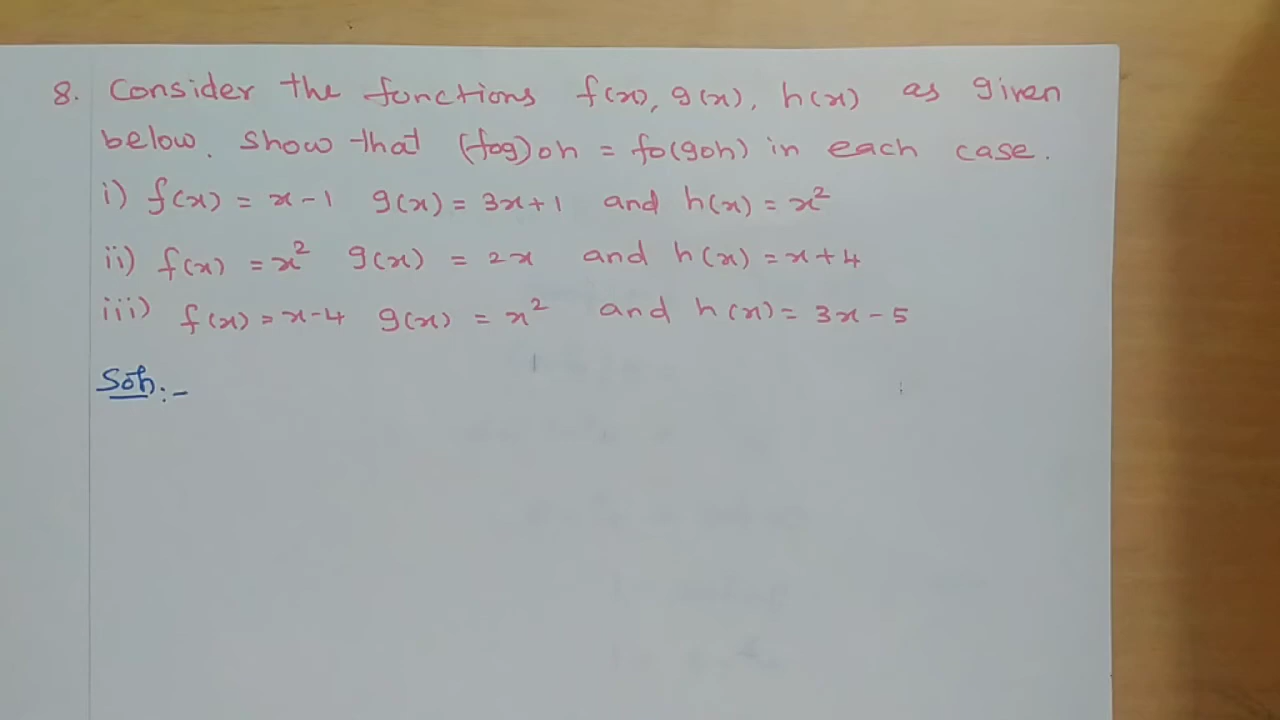 8. Consider the functions f(x), g(x), h(x) as given
below. Show that (fog)oh = fo(goh) in each case.
i) f(x) = x-1 g(x) = 3x+1 and h(x) = x²
ii) f(x) = x² g(x) = 2x and h(x) = x+4
iii) f(x) = x-4 g(x) = x² and h(x) = 3x-5
Soln:-